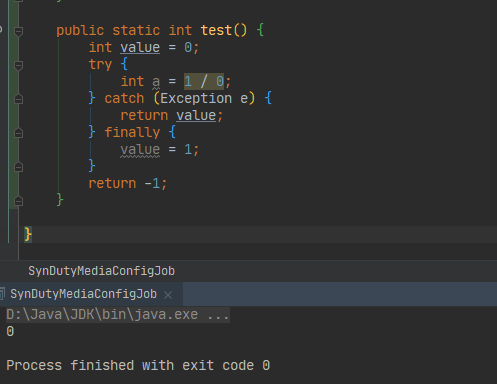 public static int test() {
int value = 0;
try {
int a = 1 / 0;
} catch (Exception e) {
return value;
} finally {
value = 1;
}
return -1;
}
}
SynDutyMediaConfigJob
SynDutyMediaConfigJob ×
D:\Java\JDK\bin\java.exe ...
0
Process finished with exit code 0